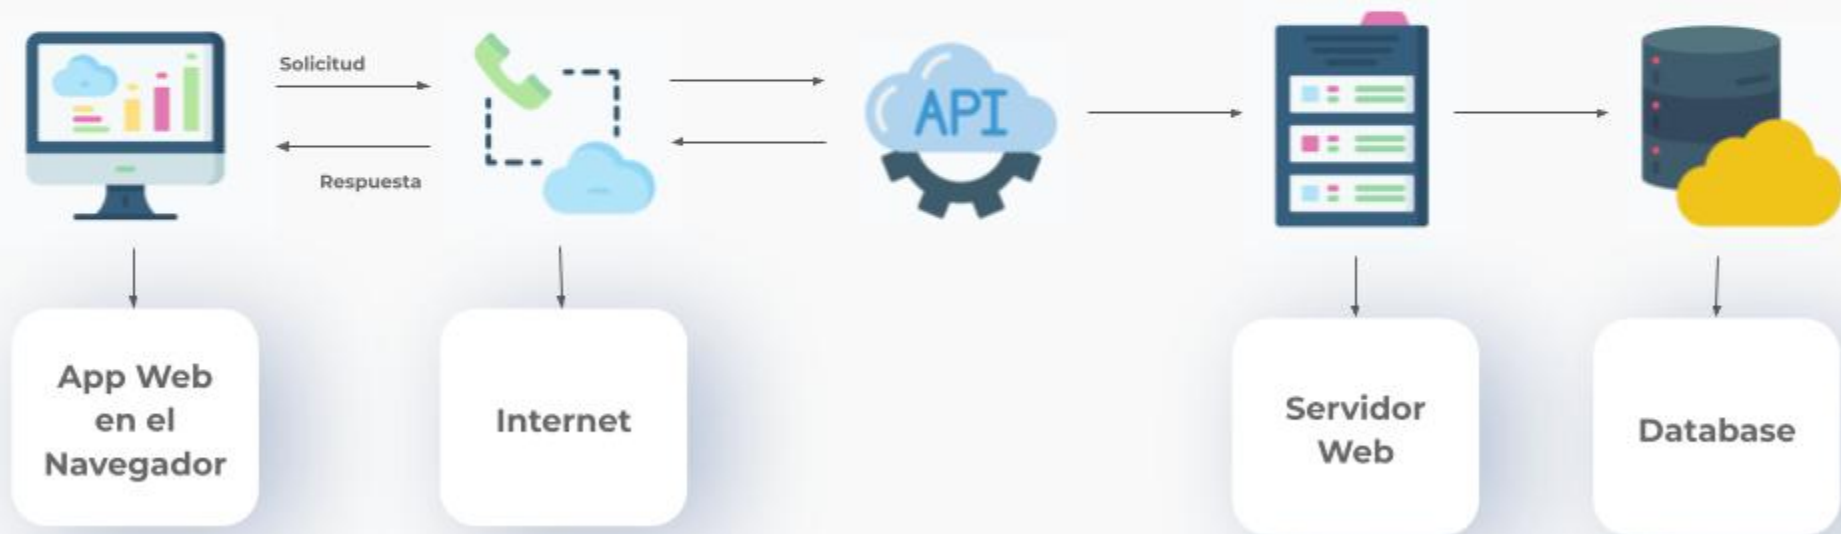 Solicitud
Respuesta
API
App Web
en el
Navegador
Internet
Servidor
Web
Database